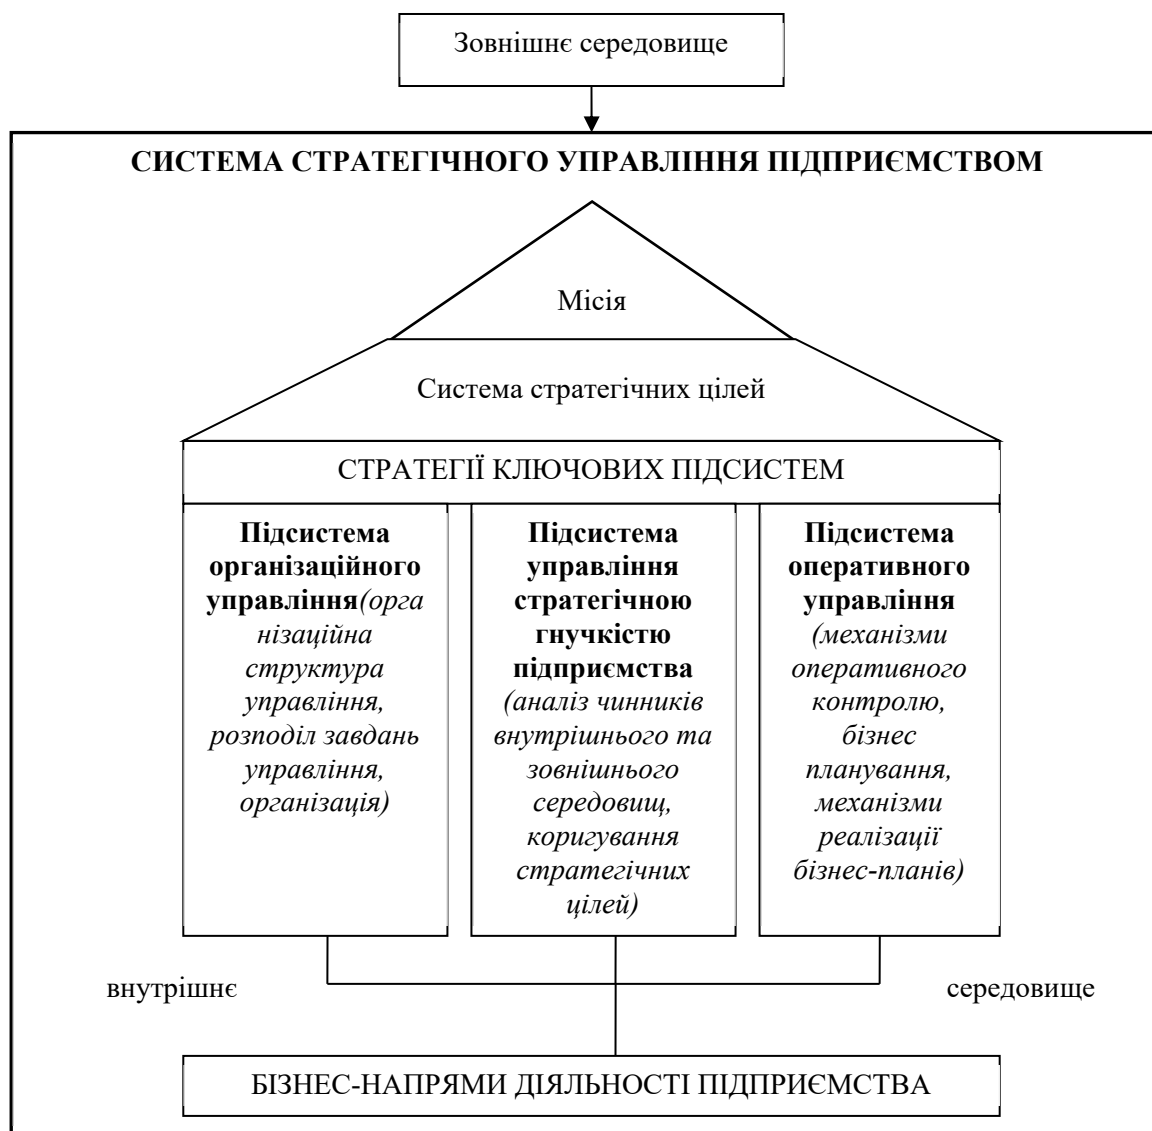 Зовнішнє середовище
СИСТЕМА СТРАТЕГІЧНОГО УПРАВЛІННЯ ПІДПРИЄМСТВОМ
Місія
Система стратегічних цілей
СТРАТЕГІЇ КЛЮЧОВИХ ПІДСИСТЕМ
Підсистема
організаційного
управління(орга
нізаційна
структура
управління,
розподіл завдань
управління,
організація)
Підсистема
управління
стратегічною
гнучкістю
підприємства
(аналіз чинників
внутрішнього та
зовнішнього
середовищ,
коригування
стратегічних
цілей)
Підсистема
оперативного
управління
(механізми
оперативного
контролю,
бізнес
планування,
механізми
реалізації
бізнес-планів)
внутрішнє
середовище
БІЗНЕС-НАПРЯМИ ДІЯЛЬНОСТІ ПІДПРИЄМСТВА